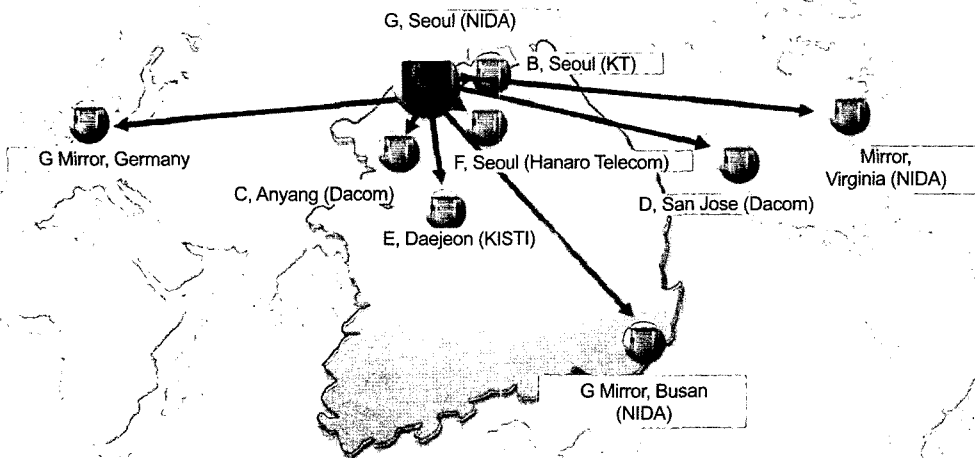 G, Seoul (NIDA)
B, Seoul (KT)
G Mirror, Germany
F, Seoul (Hanaro Telecom)
Mirror,
Virginia (NIDA)
C, Anyang (Dacom)
D, San Jose (Dacom)
E, Daejeon (KISTI)
G Mirror, Busan
(NIDA)